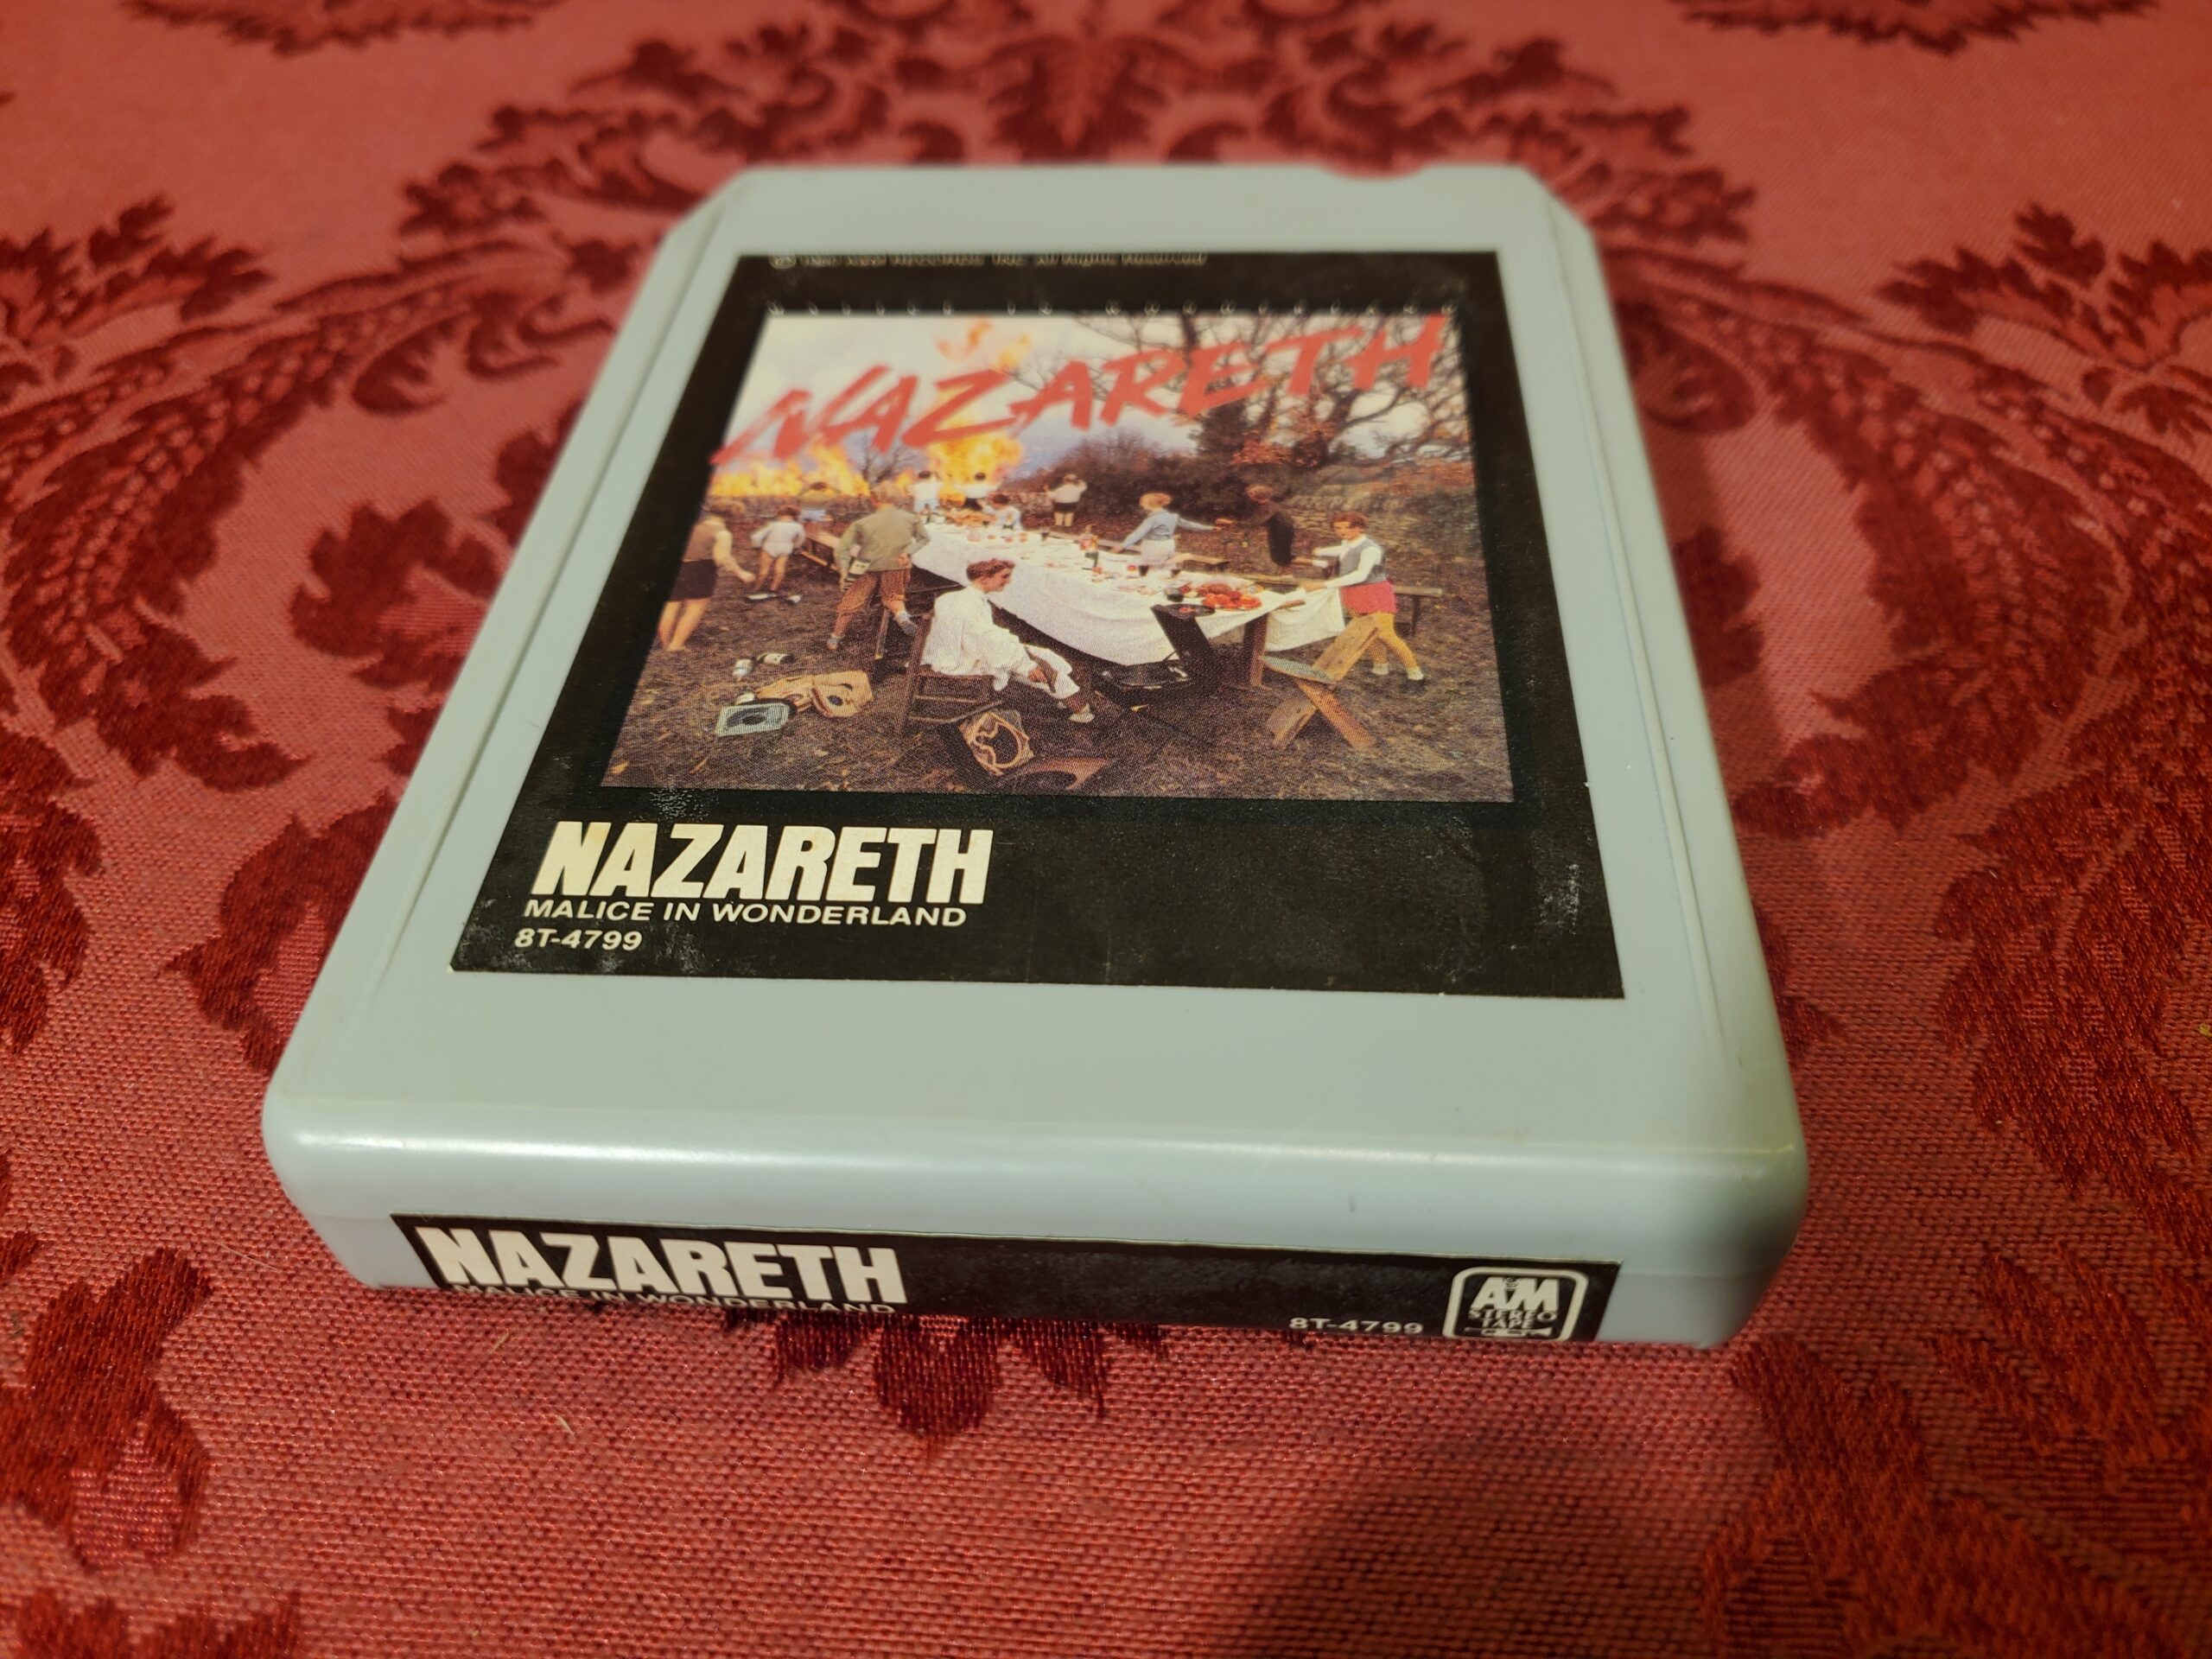 NAZARETH
NAZARETH
MALICE IN WONDERLAND
8T-4799
NAZARETH
MALICE IN WONDERLAND
8T-4799
A&M
STEREO
TAPE